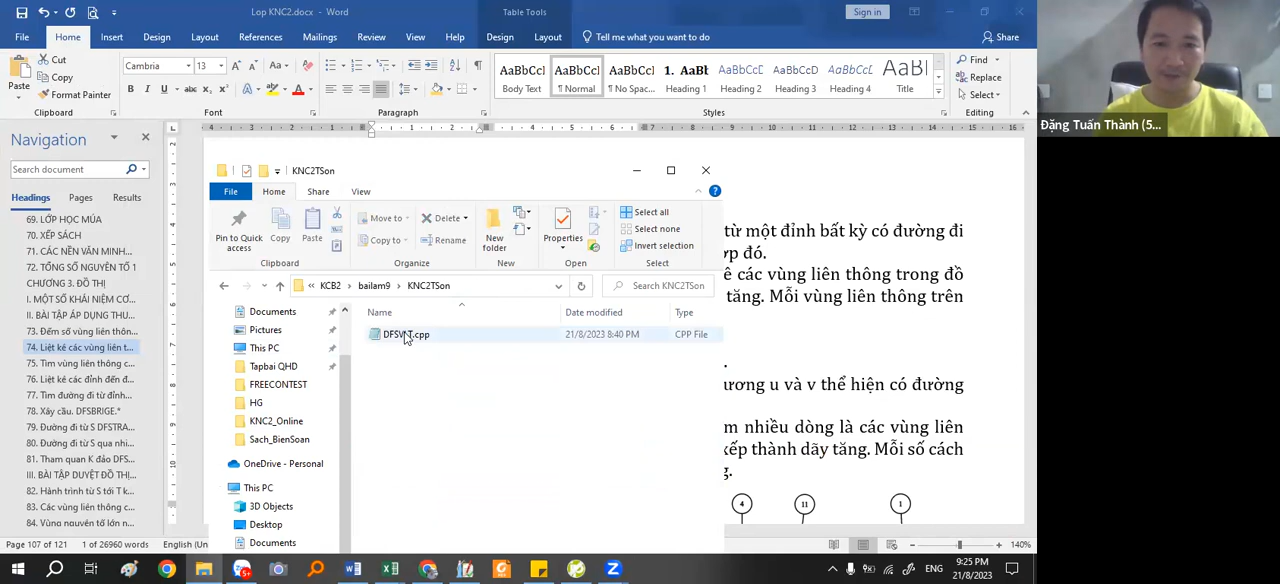 Lop KNC2.docx - Word
Table Tools
Sign in
File
Home
Insert
Design
Layout
References
Mailings
Review
View
Help
Design
Layout
Tell me what you want to do
Share
Paste
Cut
Copy
Format Painter
Cambria
13
Clipboard
Font
Paragraph
AaBbCcI
AaBbCcI
AaBbCcI
1. AaBb
AaBbCcD
AaBbCcD
AaBbCcD
AaBl
Body Text
¶ Normal
¶ No Spac...
Heading 1
Heading 2
Heading 3
Heading 4
Title
Styles
Find
Replace
Select
Editing
Đặng Tuấn Thành (5...
Navigation
Search document
Headings
Pages
Results
69. LỚP HỌC MÚA
70. XẾP SÁCH
71. CÁC NỀN VĂN MINH...
72. TỔNG SỐ NGUYÊN TỐ 1
CHƯƠNG 3. ĐỒ THỊ
I. MỘT SỐ KHÁI NIỆM CƠ...
II. BÀI TẬP ÁP DỤNG THU...
73. Đếm số vùng liên thôn...
74. Liệt kê các vùng liên t...
75. Tìm vùng liên thông c...
76. Liệt kê các đỉnh đến đ...
77. Tìm đường đi từ đỉnh...
78. Xây cầu. DFSBRIGE.*
79. Đường đi từ S DFSTRA...
80. Đường đi từ S qua nhi...
81. Tham quan K đảo DFS...
III. BÀI TẬP DUYỆT ĐỒ THỊ...
82. Hành trình từ S tới T k...
83. Các vùng liên thông c...
84. Vùng nguyên tố lớn n...
KNC2TSon
File
Home
Share
View
Pin to Quick access
Copy
Paste
Move to
Copy to
Delete
Rename
New folder
Properties
Select all
Select none
Invert selection
Clipboard
Organize
New
Open
Select
KCB2
bailam9
KNC2TSon
Search KNC2TSon
Documents
Pictures
This PC
Tapbai QHD
FREECONTEST
HG
KNC2_Online
Sach_BienSoan
OneDrive - Personal
This PC
3D Objects
Desktop
Documents
Name
Date modified
Type
21/8/2023 8:40 PM
CPP File
từ một đỉnh bất kỳ có đường đi
ợp đó.
kê các vùng liên thông trong đồ
tăng. Mỗi vùng liên thông trên
.
ương u và v thể hiện có đường
m nhiều dòng là các vùng liên
xếp thành dãy tăng. Mỗi số cách
g.
4
11
1
Page 107 of 121
1 of 26960 words
English (Un
140%
ENG
9:25 PM
21/8/2023